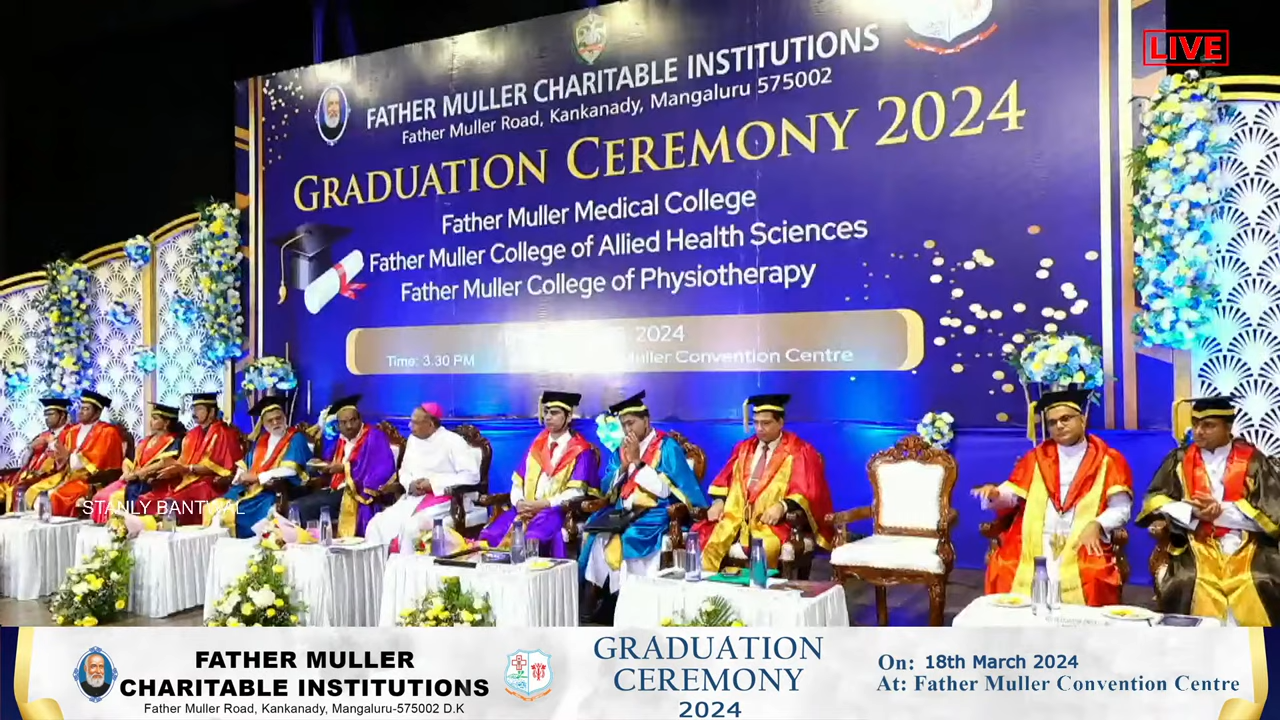 LIVE
FATHER MULLER CHARITABLE INSTITUTIONS
Father Muller Road, Kankanady, Mangaluru 575002
GRADUATION CEREMONY 2024
Father Muller Medical College
Father Muller College of Allied Health Sciences
Father Muller College of Physiotherapy
2024
Time: 3.30 PM
Muller Convention Centre
STANLY BANTWAL
FATHER MULLER
CHARITABLE INSTITUTIONS
Father Muller Road, Kankanady, Mangaluru-575002 D.K
GRADUATION
CEREMONY
2024
On: 18th March 2024
At: Father Muller Convention Centre